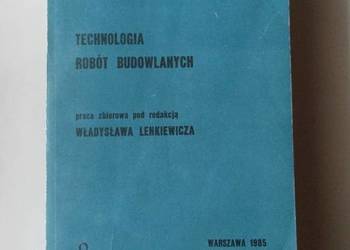 TECHNOLOGIA
ROBÓT BUDOWLANYCH
praca zbiorowa pod redakcją
WŁADYSŁAWA LENKIEWICZA
WARSZAWA 1985